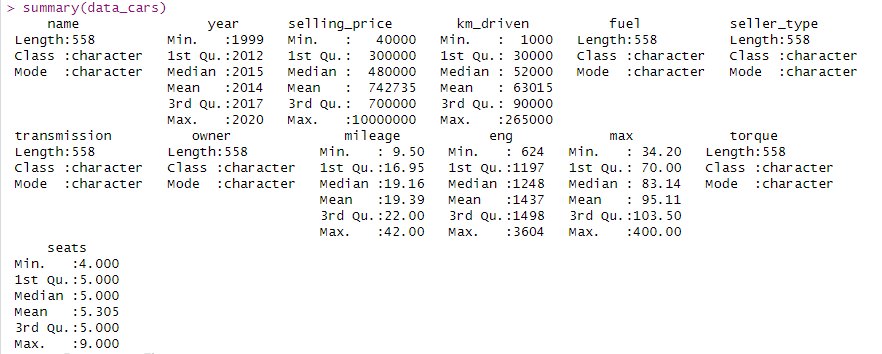 > summary(data_cars)
     name                year      selling_price        km_driven          fuel           seller_type
 Length:558         Min.   :1999   Min.   :   40000   Min.   :  1000   Length:558         Length:558
 Class :character   1st Qu.:2012   1st Qu.:  300000   1st Qu.: 30000   Class :character   Class :character
 Mode  :character   Median :2015   Median :  480000   Median : 52000   Mode  :character   Mode  :character
                    Mean   :2014   Mean   :  742735   Mean   : 63015
                    3rd Qu.:2017   3rd Qu.:  700000   3rd Qu.: 90000
                    Max.   :2020   Max.   :10000000   Max.   :265000
 transmission          owner              mileage           eng            max            torque
 Length:558         Length:558         Min.   : 9.50   Min.   : 624   Min.   : 34.20   Length:558
 Class :character   Class :character   1st Qu.:16.95   1st Qu.:1197   1st Qu.: 70.00   Class :character
 Mode  :character   Mode  :character   Median :19.16   Median :1248   Median : 83.14   Mode  :character
                                       Mean   :19.39   Mean   :1437   Mean   : 95.11
                                       3rd Qu.:22.00   3rd Qu.:1498   3rd Qu.:103.50
                                       Max.   :42.00   Max.   :3604   Max.   :400.00
     seats
 Min.   :4.000
 1st Qu.:5.000
 Median :5.000
 Mean   :5.305
 3rd Qu.:5.000
 Max.   :9.000